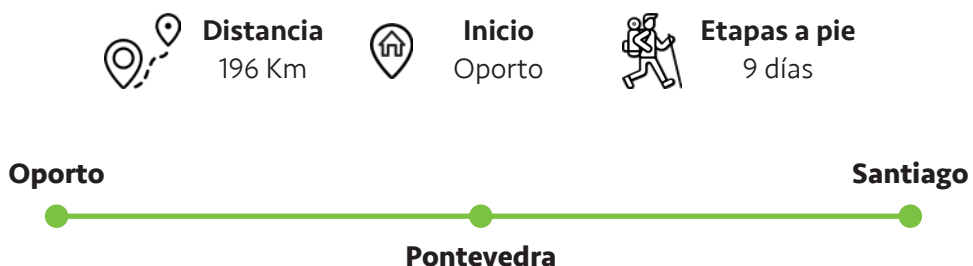 Distancia
196 Km
Inicio
Oporto
Etapas a pie
9 días
Oporto
Santiago
Pontevedra